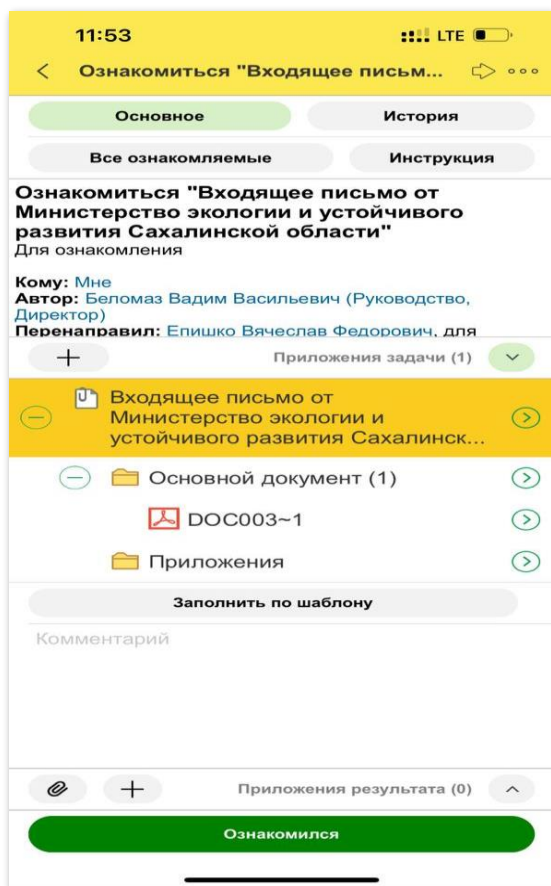 11:53
LTE
Ознакомиться "Входящее письм...
Основное
История
Все ознакомляемые
Инструкция
Ознакомиться "Входящее письмо от
Министерство экологии и устойчивого
развития Сахалинской области"
Для ознакомления
Кому: Мне
Автор: Беломаз Вадим Васильевич (Руководство,
Директор)
Перенаправил: Епишко Вячеслав Федорович, для
Приложения задачи (1)
Входящее письмо от
Министерство экологии и
устойчивого развития Сахалинск...
Основной документ (1)
DOC003~1
Приложения
Заполнить по шаблону
Комментарий
Приложения результата (0)
Ознакомился